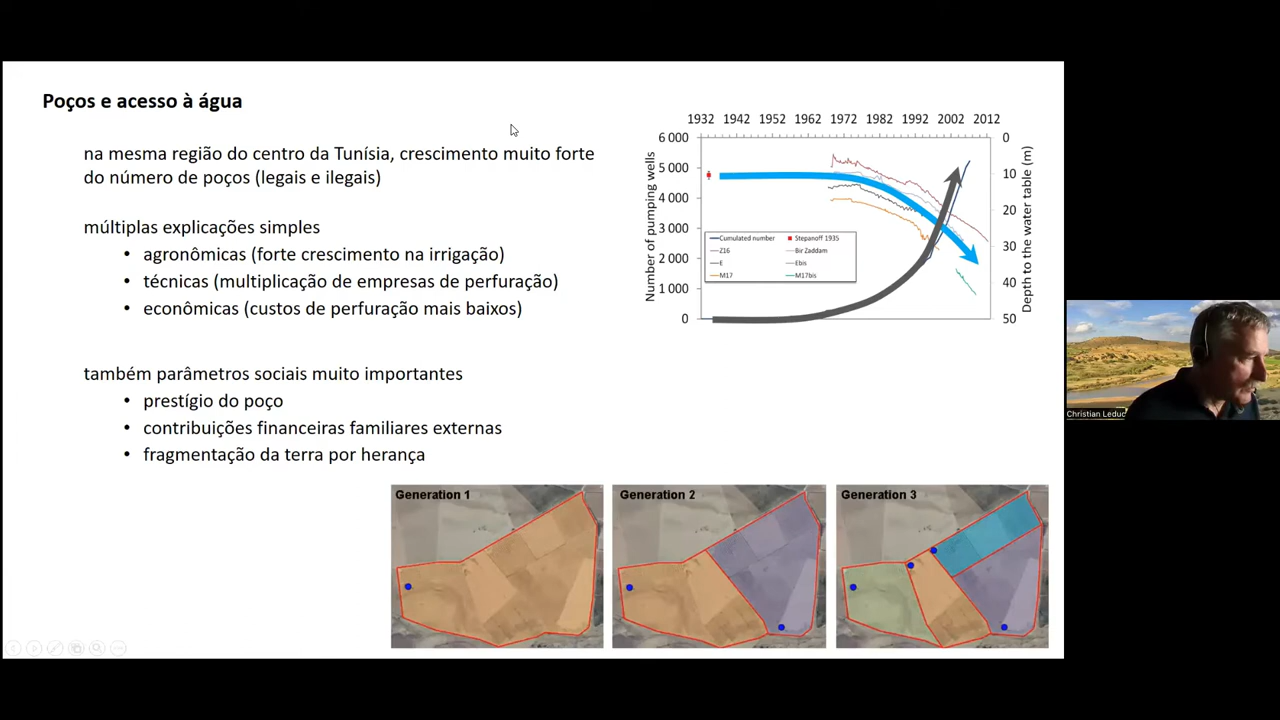 Poços e acesso à água
na mesma região do centro da Tunísia, crescimento muito forte
do número de poços (legais e ilegais)
múltiplas explicações simples
• agronômicas (forte crescimento na irrigação)
• técnicas (multiplicação de empresas de perfuração)
• econômicas (custos de perfuração mais baixos)
também parâmetros sociais muito importantes
• prestígio do poço
• contribuições financeiras familiares externas
• fragmentação da terra por herança
1932 1942 1952 1962 1972 1982 1992 2002 2012
Number of pumping wells
6 000
5 000
4 000
3 000
2 000
1 000
0
0
10
20
30
40
50
Depth to the water table (m)
Cumulated number
Stepanoff 1935
Z16
Bir Zaddam
E
Ebis
M17
M17bis
Generation 1
Generation 2
Generation 3
Christian Leduc